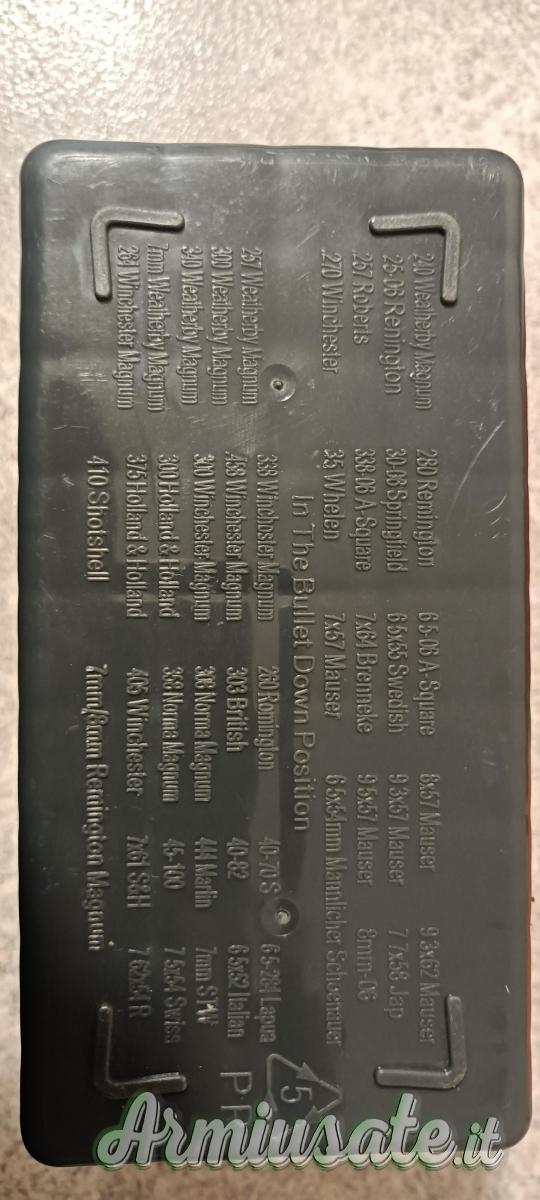 240 Weatherby Magnum 280 Remington 6.5-06 A-Square 8x57 Mauser 9.3x62 Mauser
25-06 Remington 30-06 Springfield 6.5x55 Swedish 9.3x57 Mauser 7.7x58 Jap
257 Roberts 338-06 A-Square 7x64 Brenneke 9.5x57 Mauser 8mm-06
.270 Winchester .35 Whelen 7x57 Mauser 6.5x54mm Mannlicher Schoenauer
In The Bullet Down Position
257 Weatherby Magnum 338 Winchester Magnum 260 Remington 40-70 S 6.5-284 Lapua
300 Weatherby Magnum .458 Winchester Magnum 303 British 40-82 6.5x52 Italian
340 Weatherby Magnum 300 Winchester Magnum 308 Norma Magnum 444 Marlin 7mm STW
7mm Weatherby Magnum 300 Holland & Holland 358 Norma Magnum 45-100 7.5x54 Swiss
264 Winchester Magnum 375 Holland & Holland 405 Winchester 7x61 S&H 7.62x54 R
410 Shotshell 7mm/8mm Remington Magnum
5
PP
Armiusate.it